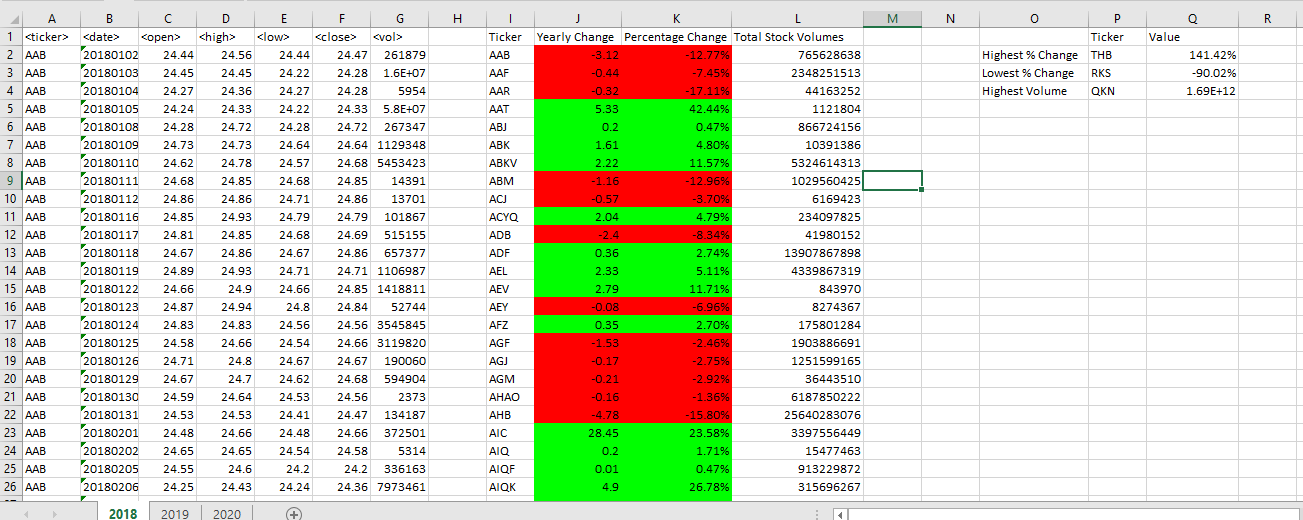 A B C D E F G H I J K L M N O P Q R
1 <ticker> <date> <open> <high> <low> <close> <vol> Ticker Yearly Change Percentage Change Total Stock Volumes Ticker Value
2 AAB 20180102 24.44 24.56 24.44 24.47 261879 AAB -3.12 -12.77% 765628638 Highest % Change THB 141.42%
3 AAB 20180103 24.45 24.45 24.22 24.28 1.6E+07 AAF -0.44 -7.45% 2348251513 Lowest % Change RKS -90.02%
4 AAB 20180104 24.27 24.36 24.27 24.28 5954 AAR -0.32 -17.11% 44163252 Highest Volume QKN 1.69E+12
5 AAB 20180105 24.24 24.33 24.22 24.33 5.8E+07 AAT 5.33 42.44% 1121804
6 AAB 20180108 24.28 24.72 24.28 24.72 267347 ABJ 0.2 0.47% 866724156
7 AAB 20180109 24.73 24.73 24.64 24.64 1129348 ABK 1.61 4.80% 10391386
8 AAB 20180110 24.62 24.78 24.57 24.68 5453423 ABKV 2.22 11.57% 5324614313
9 AAB 20180111 24.68 24.85 24.68 24.85 14391 ABM -1.16 -12.96% 1029560425
10 AAB 20180112 24.86 24.86 24.71 24.86 13701 ACJ -0.57 -3.70% 6169423
11 AAB 20180116 24.85 24.93 24.79 24.79 101867 ACYQ 2.04 4.79% 234097825
12 AAB 20180117 24.81 24.85 24.68 24.69 515155 ADB -2.4 -8.34% 41980152
13 AAB 20180118 24.67 24.86 24.67 24.86 657377 ADF 0.36 2.74% 13907867898
14 AAB 20180119 24.89 24.93 24.71 24.71 1106987 AEL 2.33 5.11% 4339867319
15 AAB 20180122 24.66 24.9 24.66 24.85 1418811 AEV 2.79 11.71% 843970
16 AAB 20180123 24.87 24.94 24.8 24.84 52744 AEY -0.08 -6.96% 8274367
17 AAB 20180124 24.83 24.83 24.56 24.56 3545845 AFZ 0.35 2.70% 175801284
18 AAB 20180125 24.58 24.66 24.54 24.66 3119820 AGF -1.53 -2.46% 1903886691
19 AAB 20180126 24.71 24.8 24.67 24.67 190060 AGJ -0.17 -2.75% 1251599165
20 AAB 20180129 24.67 24.7 24.62 24.68 594904 AGM -0.21 -2.92% 36443510
21 AAB 20180130 24.59 24.64 24.53 24.56 2373 AHAO -0.16 -1.36% 6187850222
22 AAB 20180131 24.53 24.53 24.41 24.47 134187 AHB -4.78 -15.80% 25640283076
23 AAB 20180201 24.48 24.66 24.48 24.66 372501 AIC 28.45 23.58% 3397556449
24 AAB 20180202 24.65 24.65 24.54 24.58 5314 AIQ 0.2 1.71% 15477463
25 AAB 20180205 24.55 24.6 24.2 24.2 336163 AIQF 0.01 0.47% 913229872
26 AAB 20180206 24.25 24.43 24.24 24.36 7973461 AIQK 4.9 26.78% 315696267
2018 2019 2020